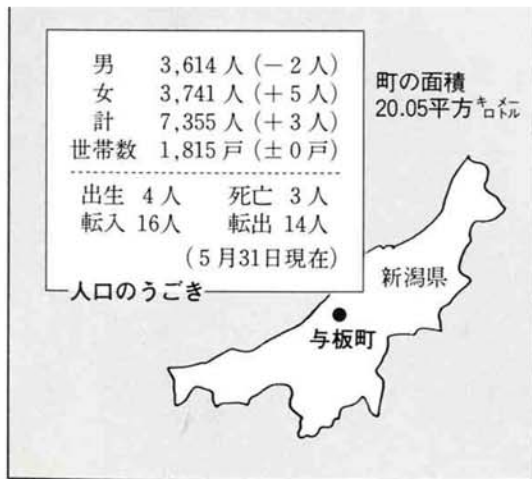 男 3,614人(−2人)
女 3,741人(+5人)
計 7,355人(+3人)
世帯数 1,815戸(±0戸)
出生 4人 死亡 3人
転入 16人 転出 14人
(5月31日現在)
人口のうごき
町の面積
20.05平方キロメートル
新潟県
与板町